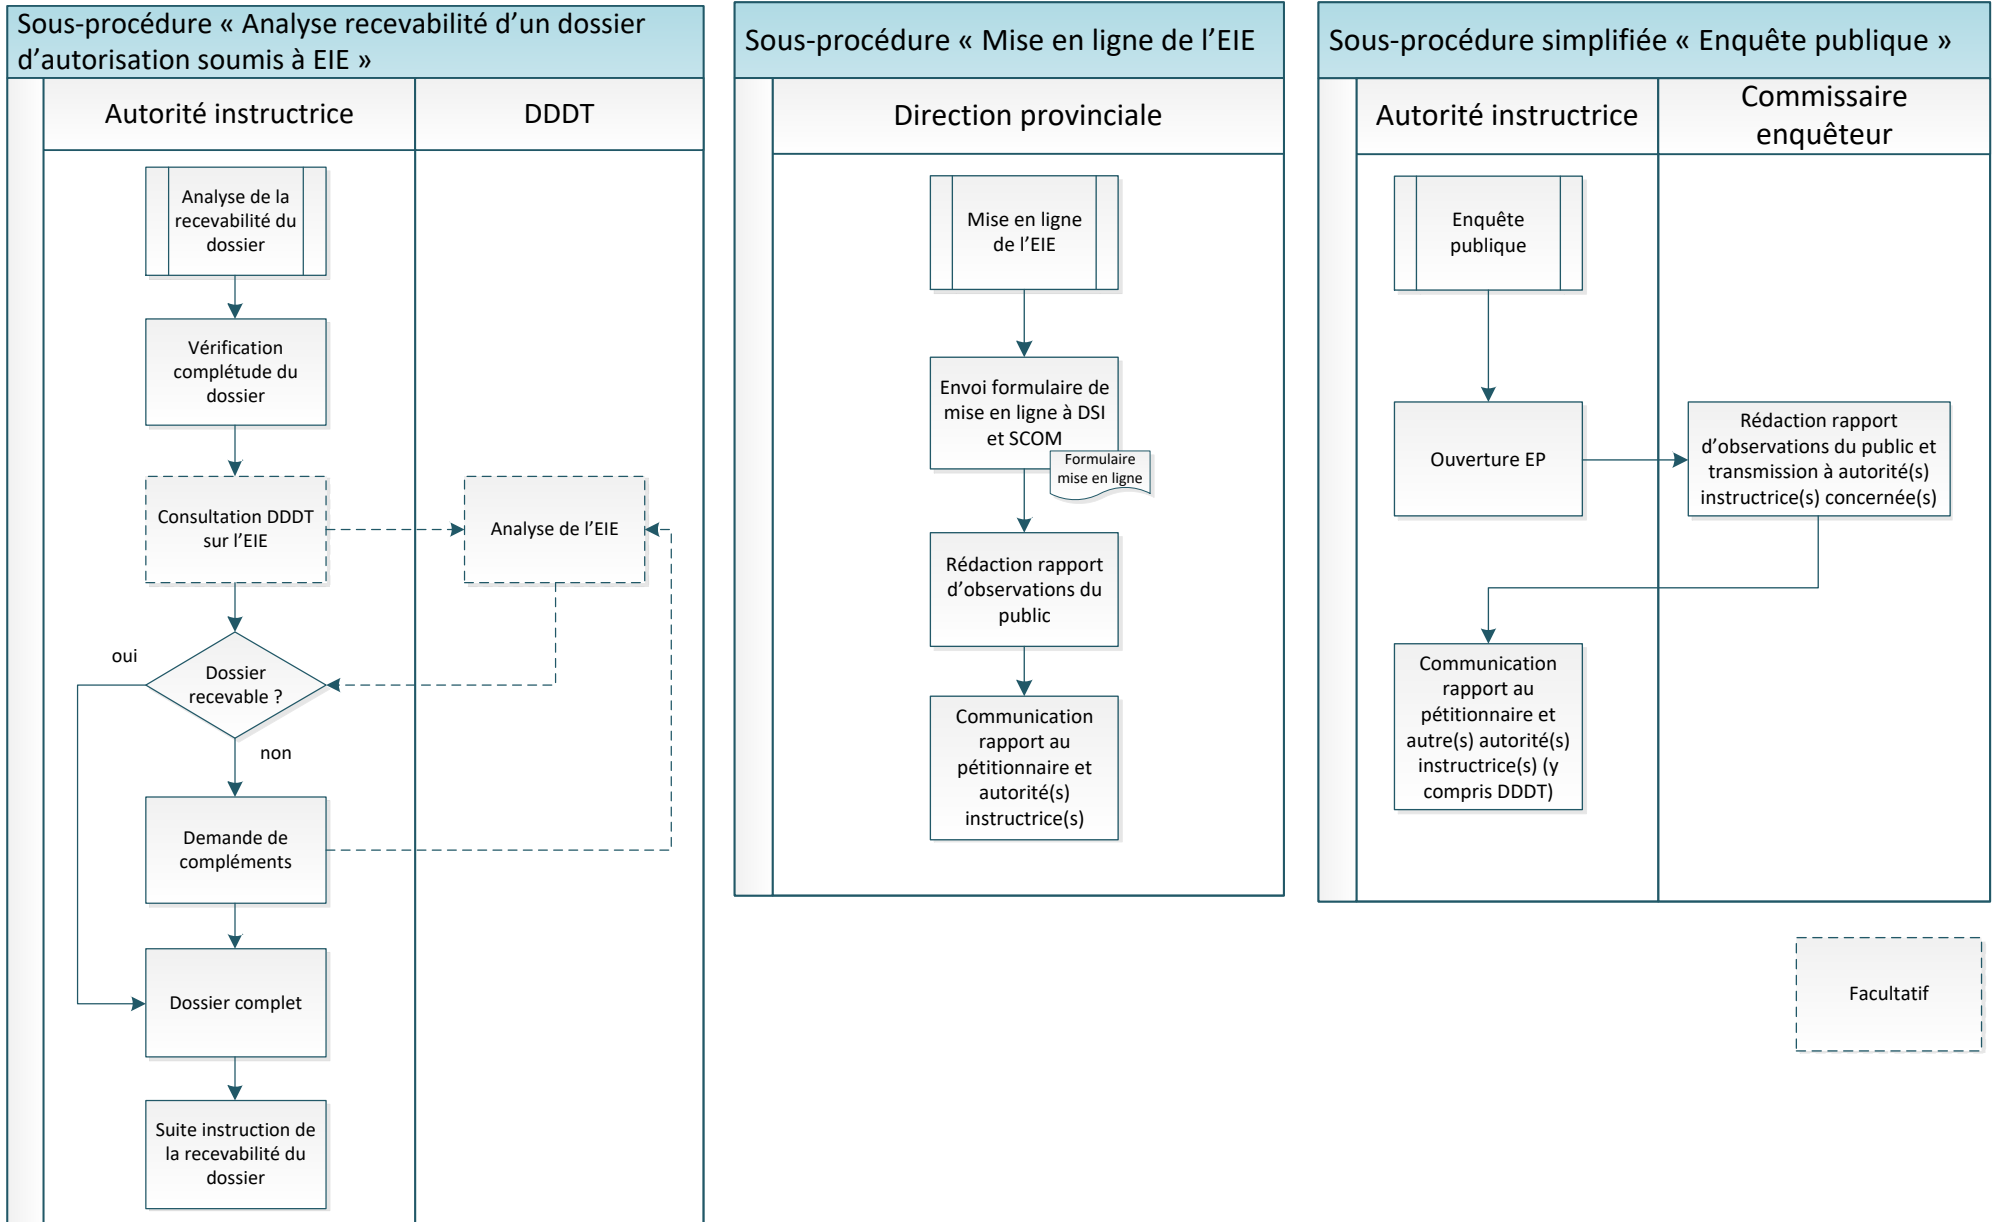 Sous-procédure « Analyse recevabilité d’un dossier
d’autorisation soumis à EIE »
Autorité instructrice
DDDT
Analyse de la
recevabilité du
dossier
Vérification
complétude du
dossier
Consultation DDDT
sur l’EIE
Analyse de l’EIE
oui
Dossier
recevable ?
non
Demande de
compléments
Dossier complet
Suite instruction de
la recevabilité du
dossier
Sous-procédure « Mise en ligne de l’EIE
Direction provinciale
Mise en ligne
de l’EIE
Envoi formulaire de
mise en ligne à DSI
et SCOM
Formulaire
mise en ligne
Rédaction rapport
d’observations du
public
Communication
rapport au
pétitionnaire et
autorité(s)
instructrice(s)
Sous-procédure simplifiée « Enquête publique »
Autorité instructrice
Commissaire
enquêteur
Enquête
publique
Ouverture EP
Rédaction rapport
d’observations du public et
transmission à autorité(s)
instructrice(s) concernée(s)
Communication
rapport au
pétitionnaire et
autre(s) autorité(s)
instructrice(s) (y
compris DDDT)
Facultatif